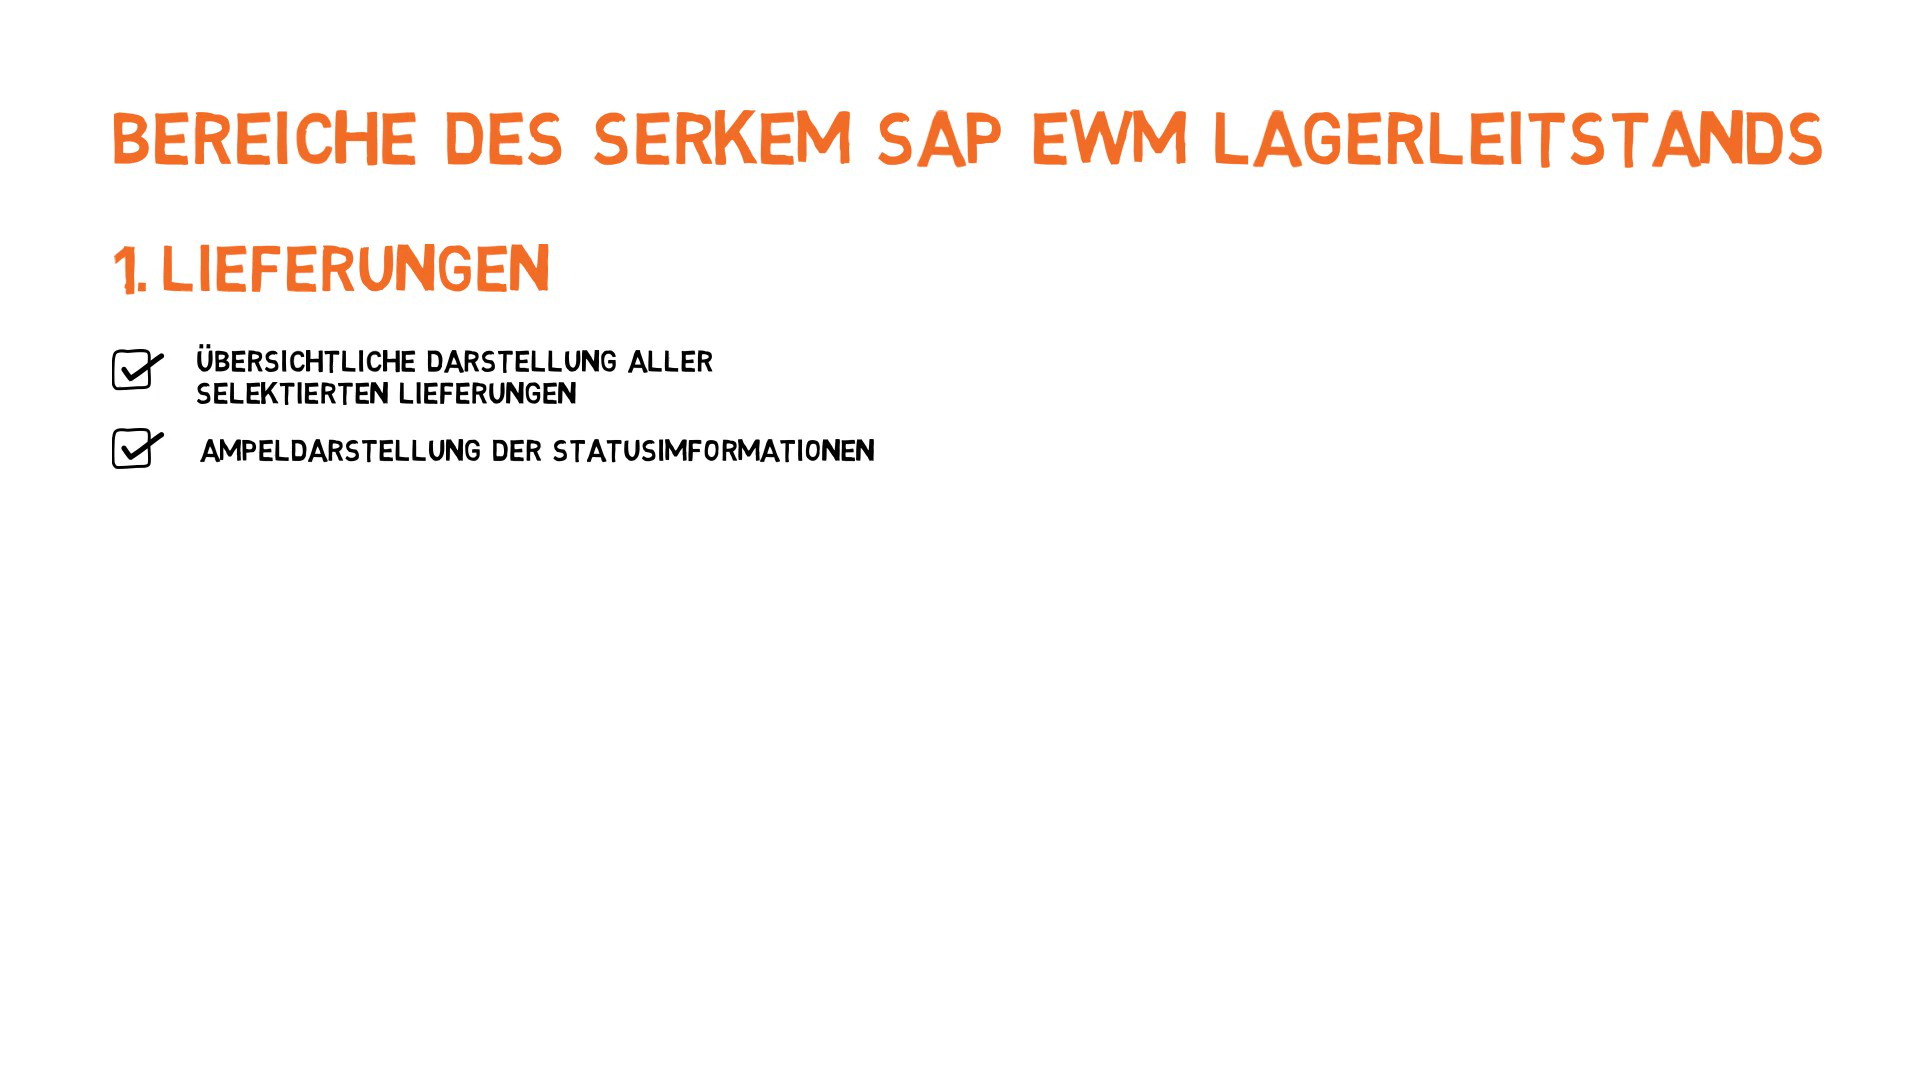 BEREICHE DES SERKEM SAP EWM LAGERLEITSTANDS
1. LIEFERUNGEN
ÜBERSICHTLICHE DARSTELLUNG ALLER
SELEKTIERTEN LIEFERUNGEN
AMPELDARSTELLUNG DER STATUSIMFORMATIONEN